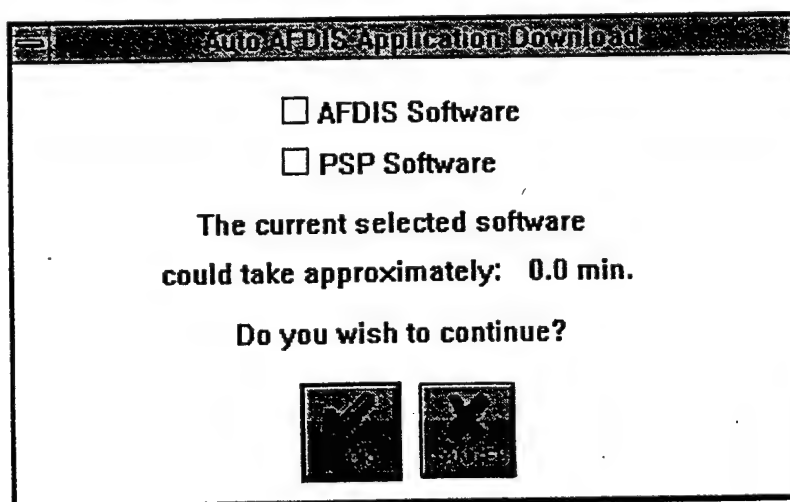 Auto AFDIS Application Download
AFDIS Software
PSP Software
The current selected software
could take approximately: 0.0 min.
Do you wish to continue?